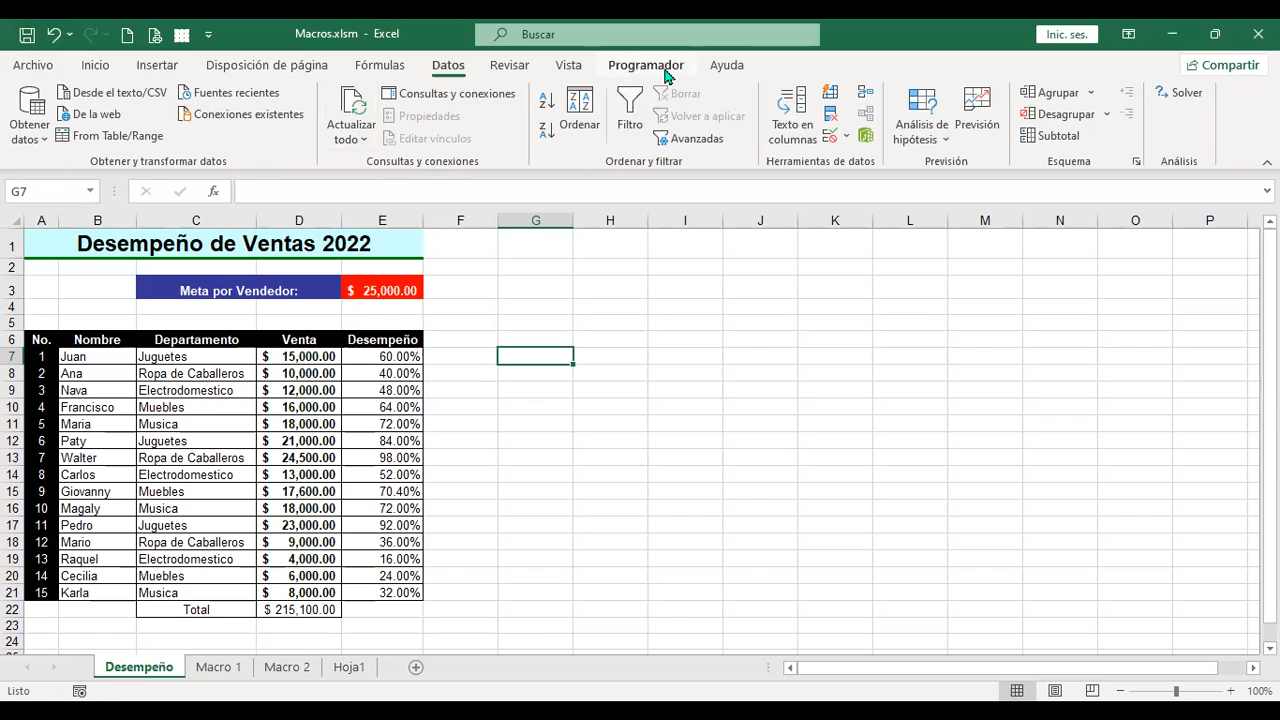 Macros.xlsm - Excel
Buscar
Inic. ses.
Archivo Inicio Insertar Disposición de página Fórmulas Datos Revisar Vista Programador Ayuda Compartir
Obtener datos
Desde el texto/CSV
De la web
From Table/Range
Fuentes recientes
Conexiones existentes
Obtener y transformar datos
Actualizar todo
Consultas y conexiones
Propiedades
Editar vínculos
Consultas y conexiones
Ordenar
Filtro
Borrar
Volver a aplicar
Avanzadas
Ordenar y filtrar
Texto en columnas
Herramientas de datos
Análisis de hipótesis
Previsión
Previsión
Agrupar
Desagrupar
Subtotal
Esquema
Solver
Análisis
G7 fx
A B C D E F G H I J K L M N O P
1 Desempeño de Ventas 2022
2
3 Meta por Vendedor: $ 25,000.00
4
5
6 No. Nombre Departamento Venta Desempeño
7 1 Juan Juguetes $ 15,000.00 60.00%
8 2 Ana Ropa de Caballeros $ 10,000.00 40.00%
9 3 Nava Electrodomestico $ 12,000.00 48.00%
10 4 Francisco Muebles $ 16,000.00 64.00%
11 5 Maria Musica $ 18,000.00 72.00%
12 6 Paty Juguetes $ 21,000.00 84.00%
13 7 Walter Ropa de Caballeros $ 24,500.00 98.00%
14 8 Carlos Electrodomestico $ 13,000.00 52.00%
15 9 Giovanny Muebles $ 17,600.00 70.40%
16 10 Magaly Musica $ 18,000.00 72.00%
17 11 Pedro Juguetes $ 23,000.00 92.00%
18 12 Mario Ropa de Caballeros $ 9,000.00 36.00%
19 13 Raquel Electrodomestico $ 4,000.00 16.00%
20 14 Cecilia Muebles $ 6,000.00 24.00%
21 15 Karla Musica $ 8,000.00 32.00%
22 Total $ 215,100.00
23
24
Desempeño Macro 1 Macro 2 Hoja1
Listo 100%